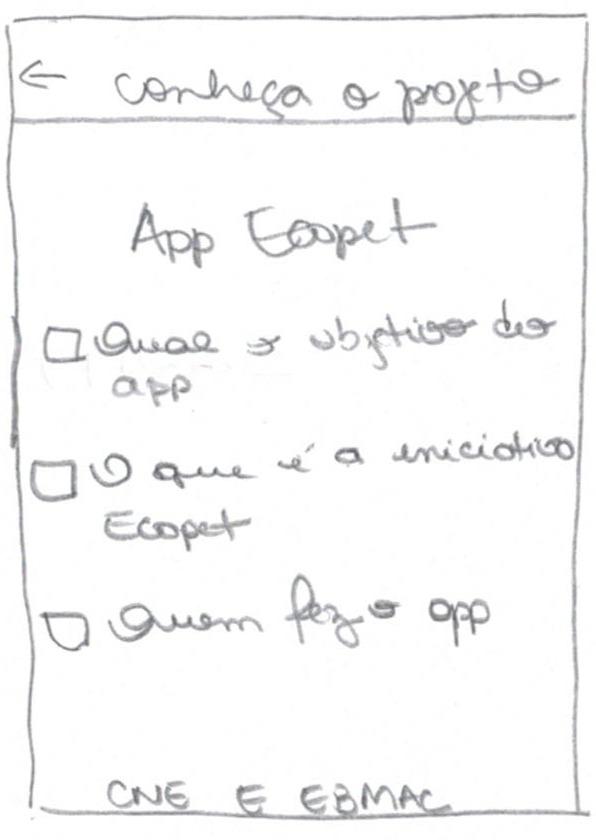 ← conheça o projeto
App Ecopet
Qual o objetivo do
app
O que é a iniciativa
Ecopet
Quem fez o app
CNE E EBMAC